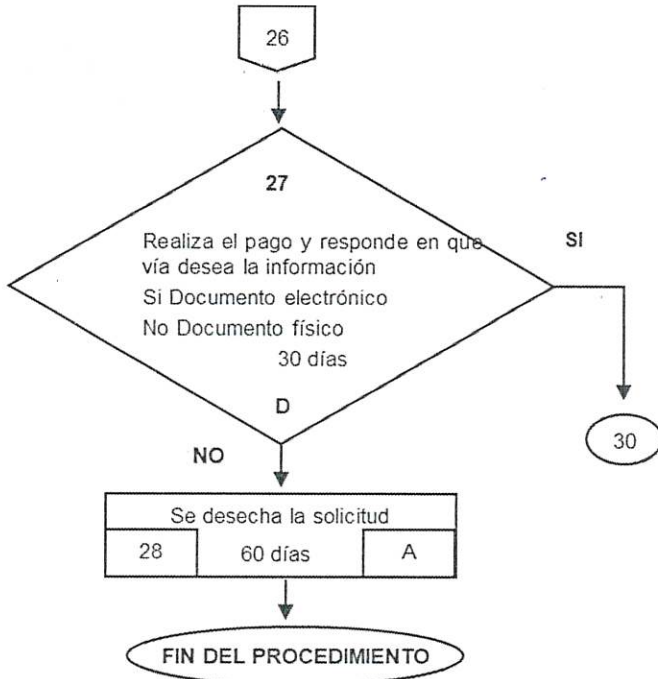 26
27
Realiza el pago y responde en que
vía desea la información
Si Documento electrónico
No Documento físico
30 días
D
SI
30
NO
Se desecha la solicitud
28 60 días A
FIN DEL PROCEDIMIENTO